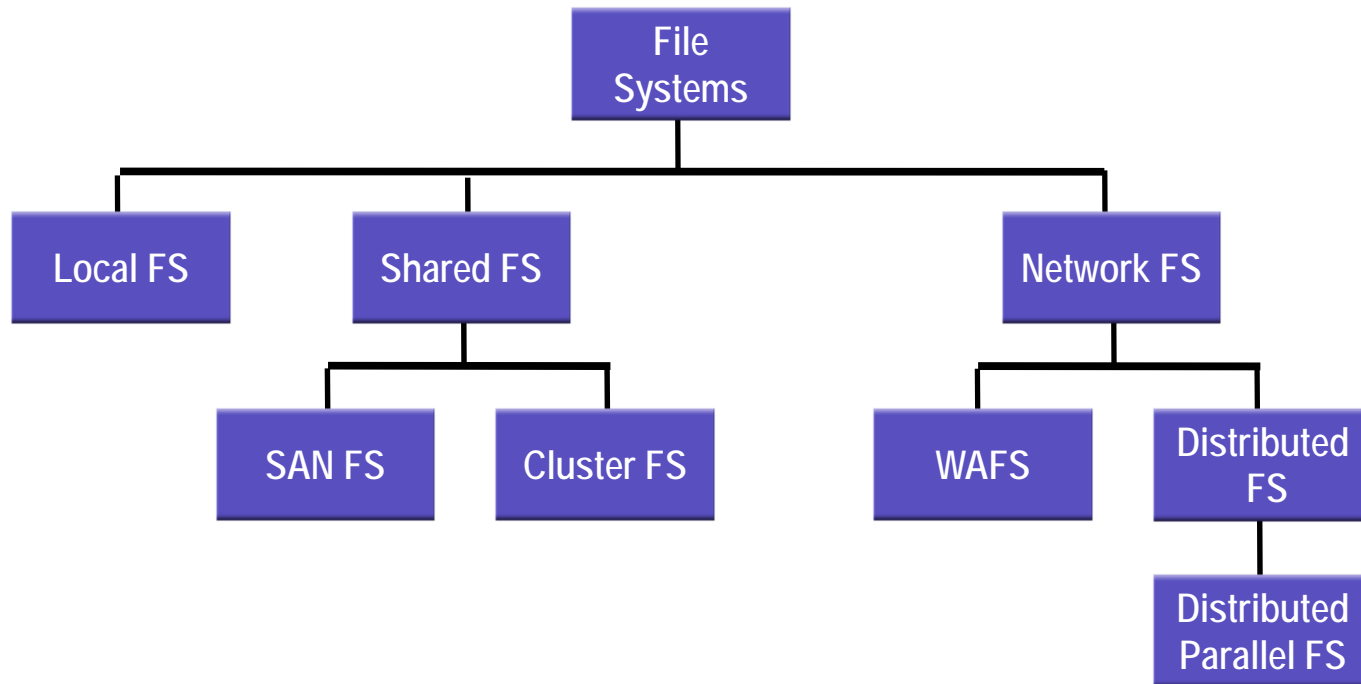 File
Systems
Local FS
Shared FS
Network FS
SAN FS
Cluster FS
WAFS
Distributed
FS
Distributed
Parallel FS